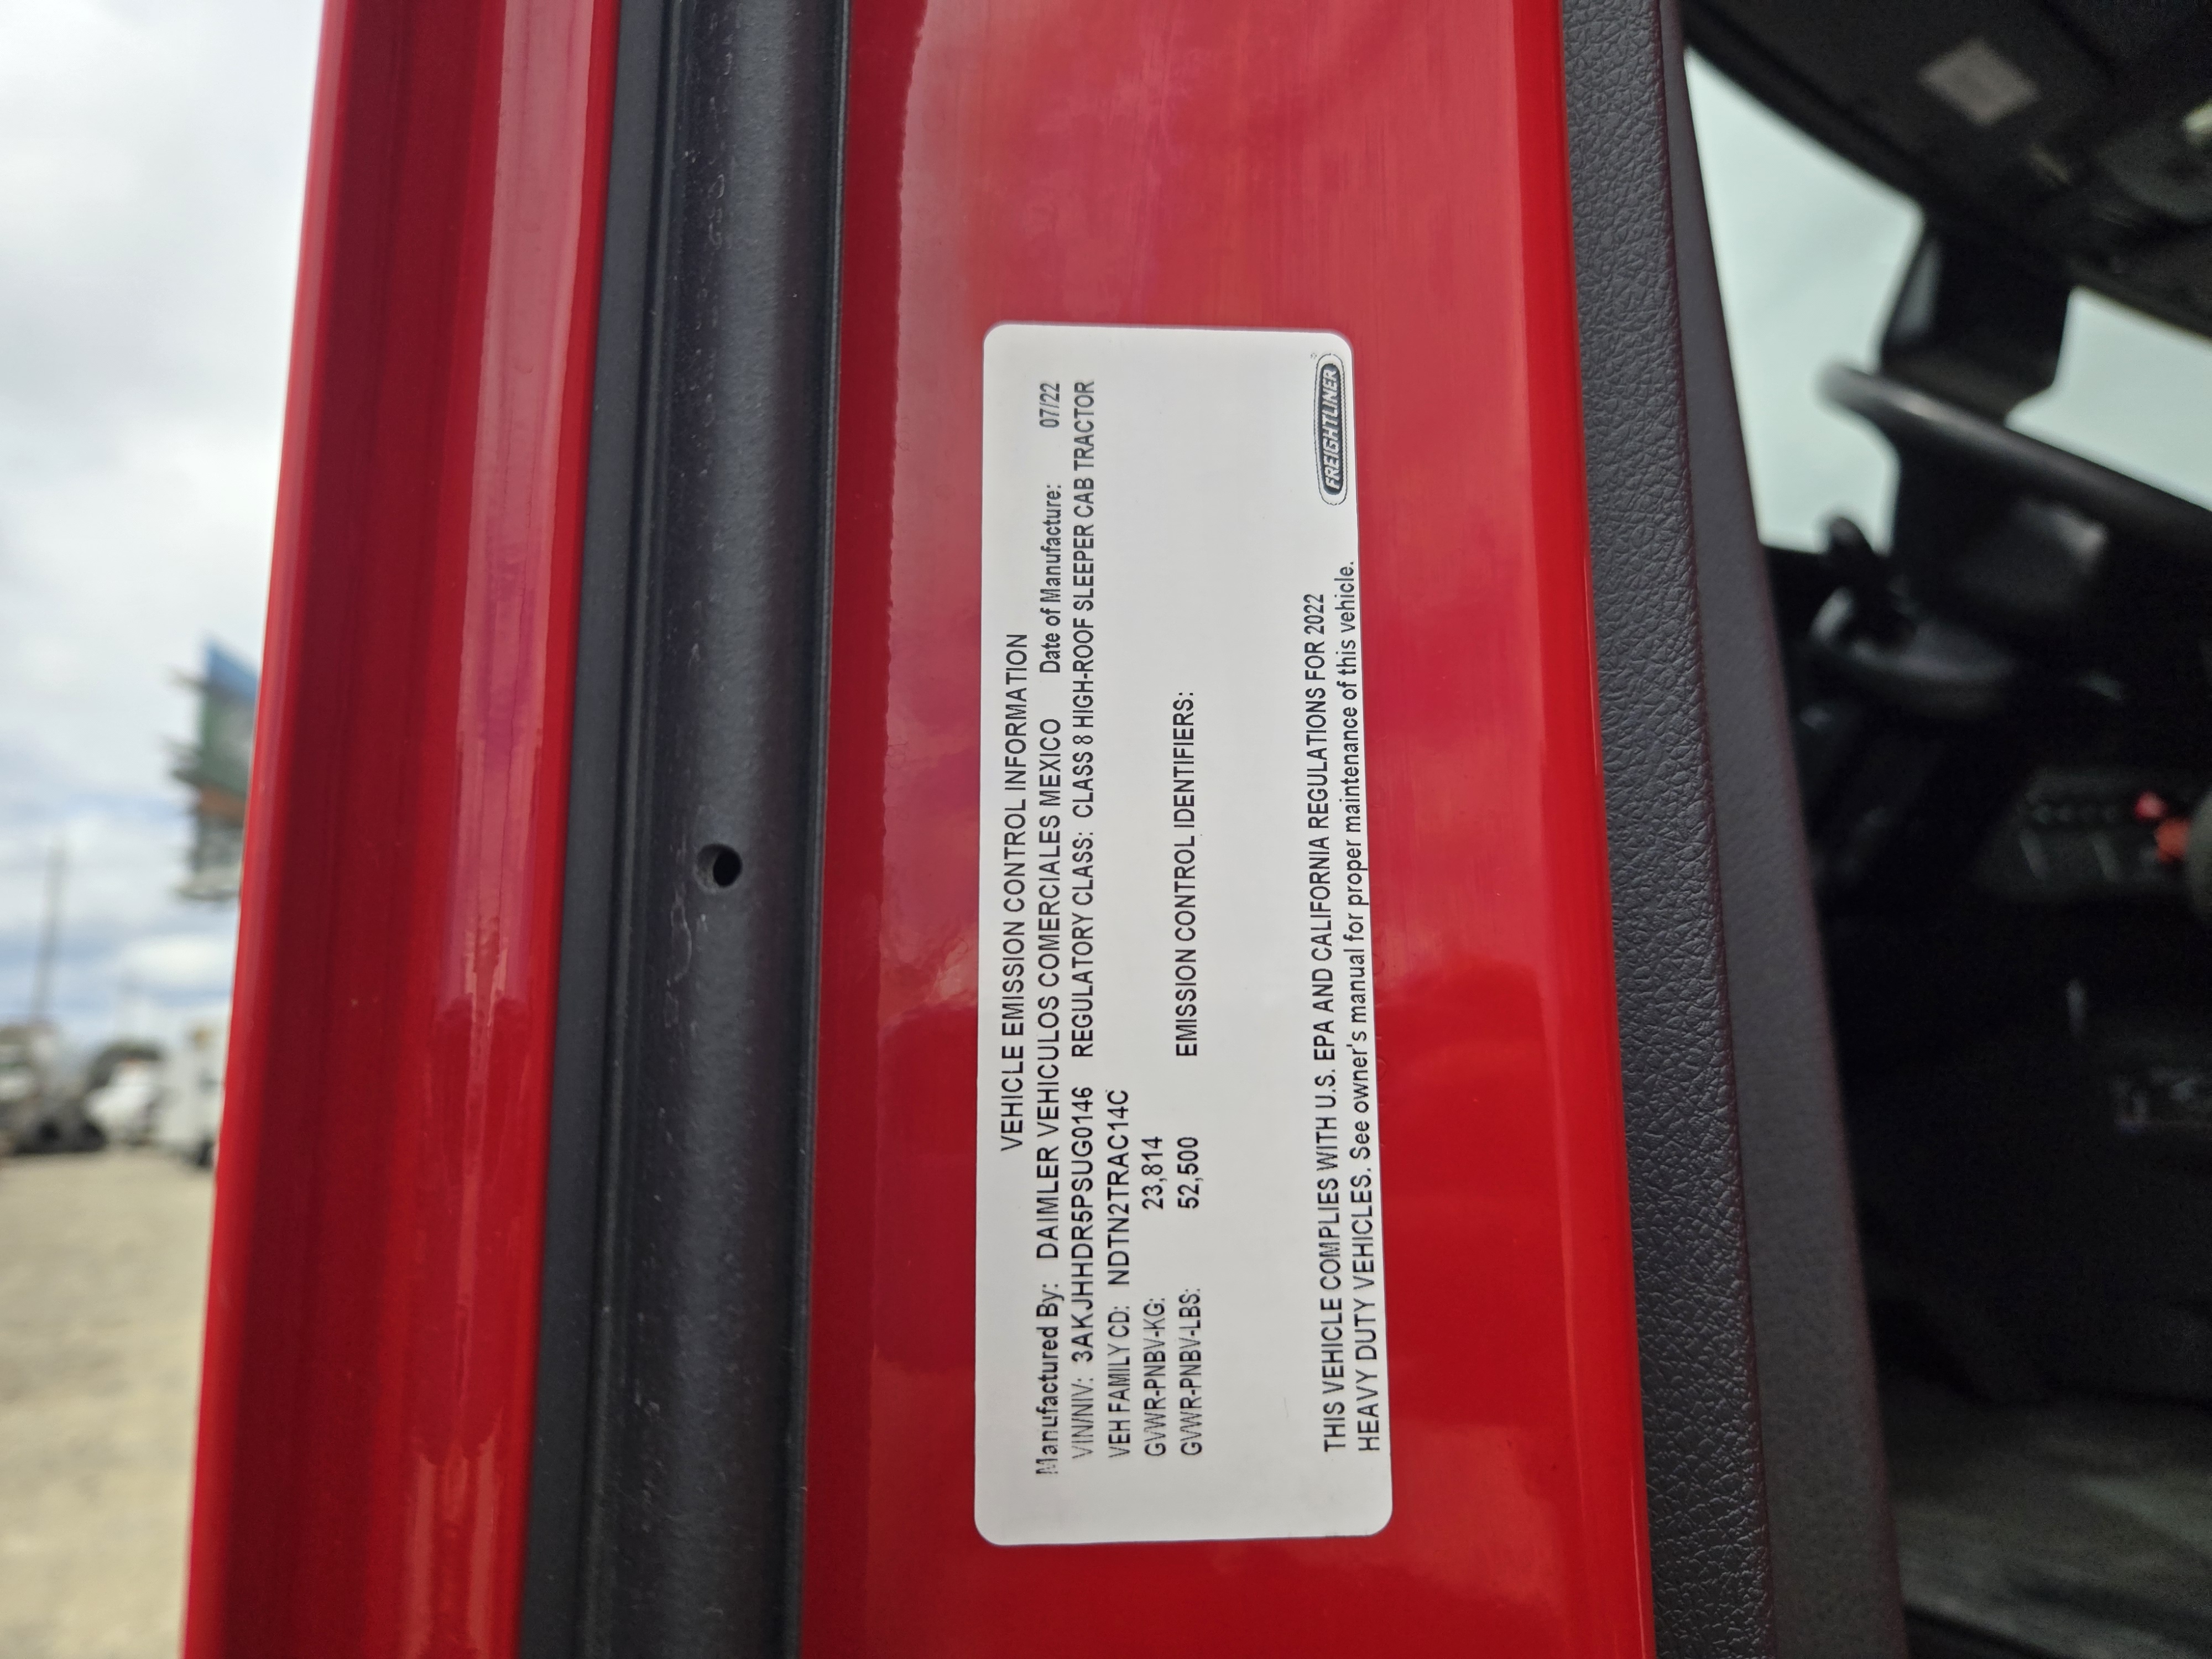 VEHICLE EMISSION CONTROL INFORMATION
Manufactured By: DAIMLER VEHICULOS COMERCIALES MEXICO Date of Manufacture: 07/22
VIN/NIV: 3AKJHHDR5PSUG0146 REGULATORY CLASS: CLASS 8 HIGH-ROOF SLEEPER CAB TRACTOR
VEH FAMILY CD: NDTN2TRAC14C
GVWR-PNBV-KG: 23,814
GVWR-PNBV-LBS: 52,500 EMISSION CONTROL IDENTIFIERS:
THIS VEHICLE COMPLIES WITH U.S. EPA AND CALIFORNIA REGULATIONS FOR 2022
HEAVY DUTY VEHICLES. See owner's manual for proper maintenance of this vehicle.
FREIGHTLINER